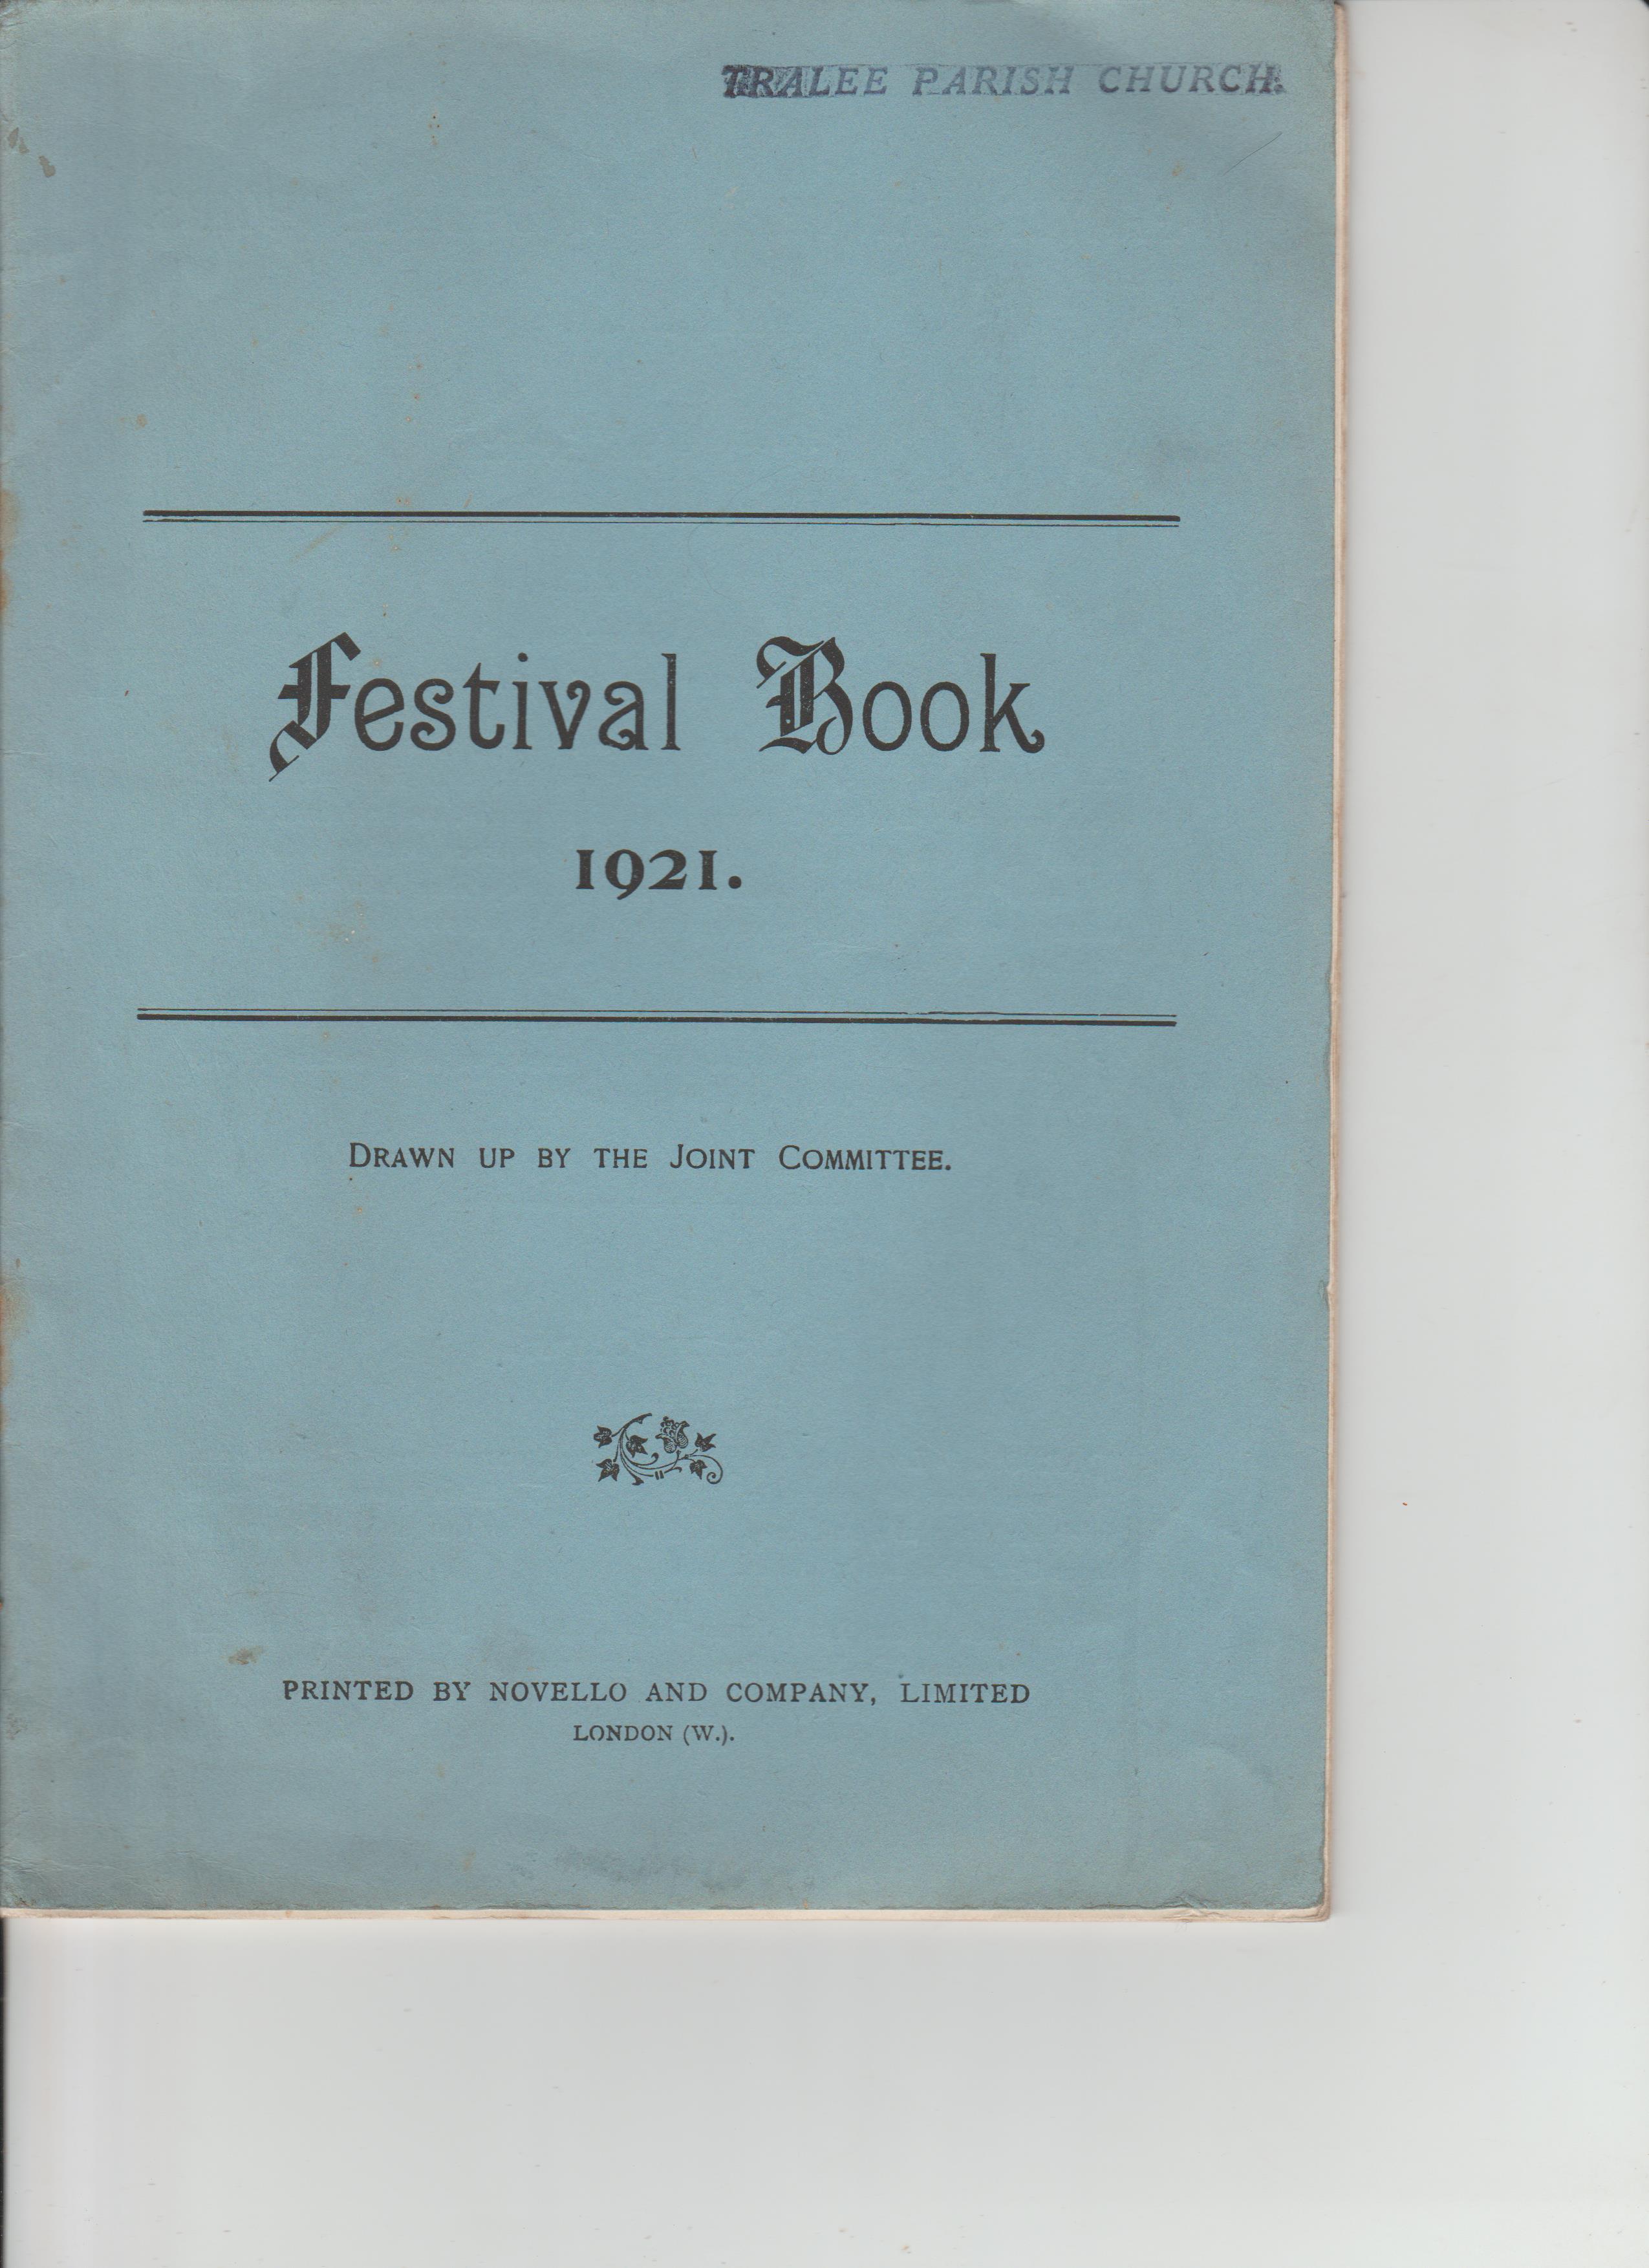 TRALEE PARISH CHURCH.
Festival Book
1921.
DRAWN UP BY THE JOINT COMMITTEE.
PRINTED BY NOVELLO AND COMPANY, LIMITED
LONDON (W.).